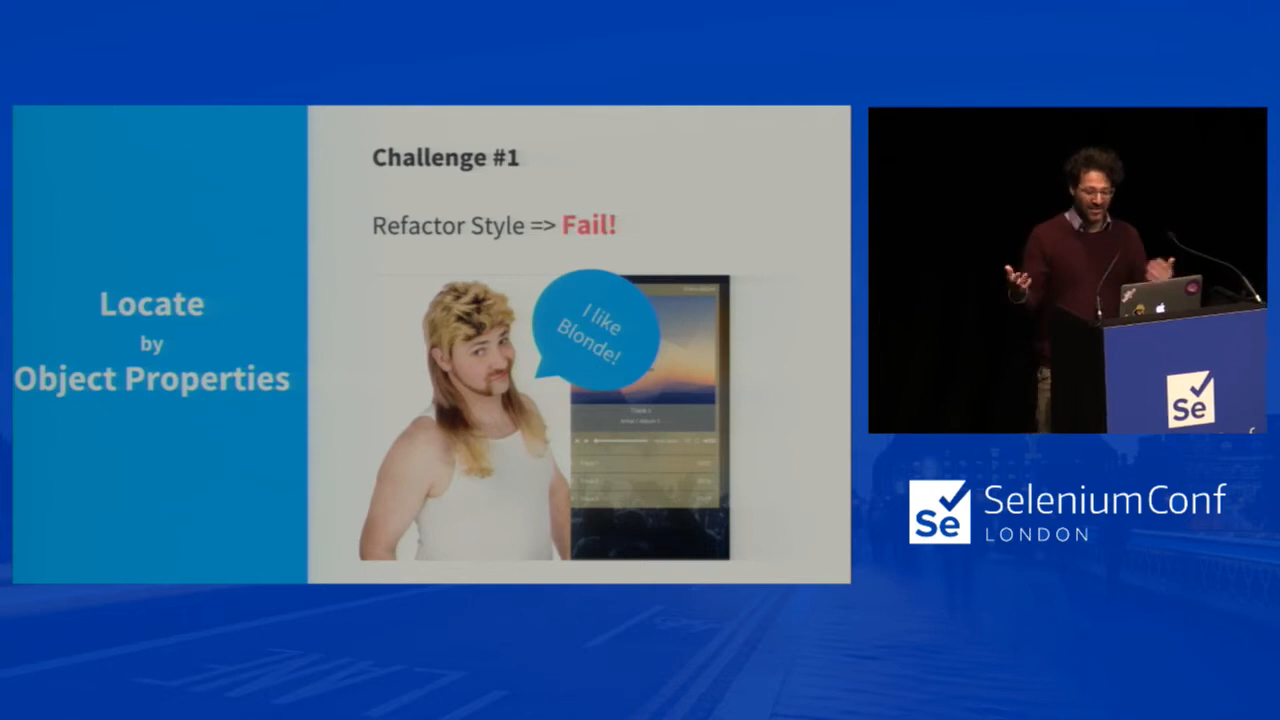 Challenge #1
Refactor Style => Fail!
Locate
by
Object Properties
I like
Blonde!
Se
Se
SeleniumConf
LONDON